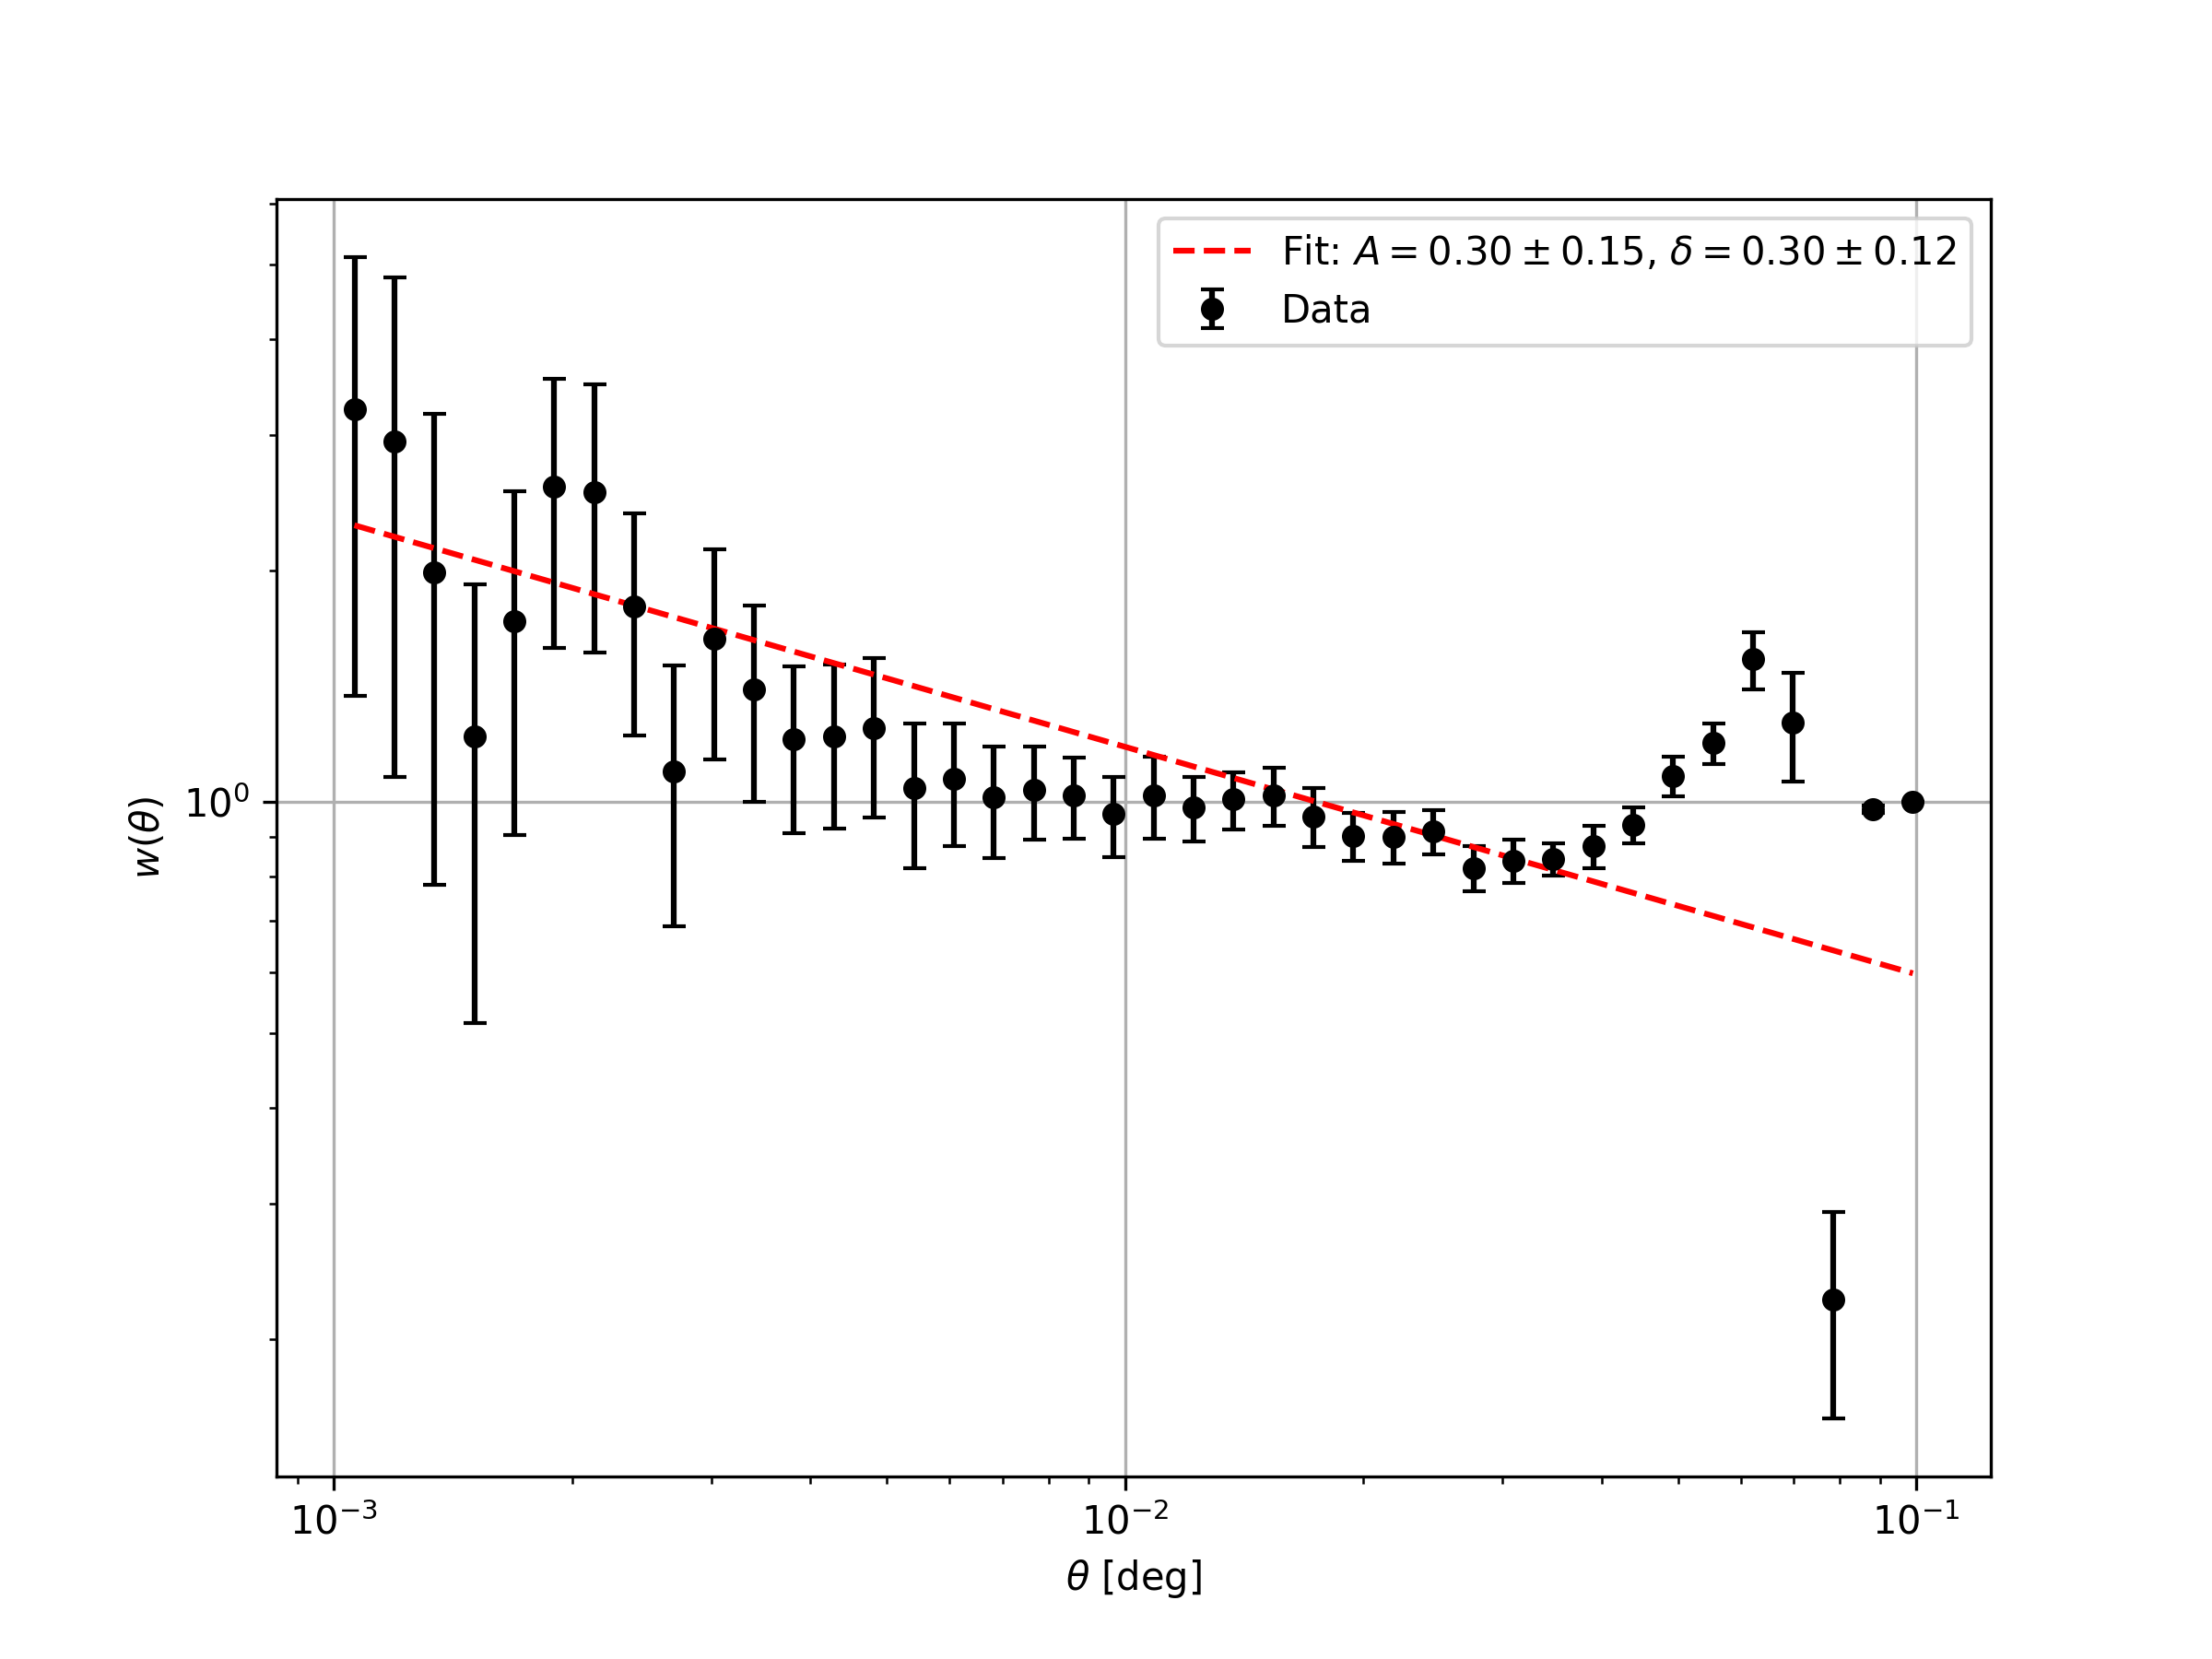 Fit: A = 0.30 ± 0.15, δ = 0.30 ± 0.12
Data
w(θ)
10⁰
10⁻³
10⁻²
10⁻¹
θ [deg]